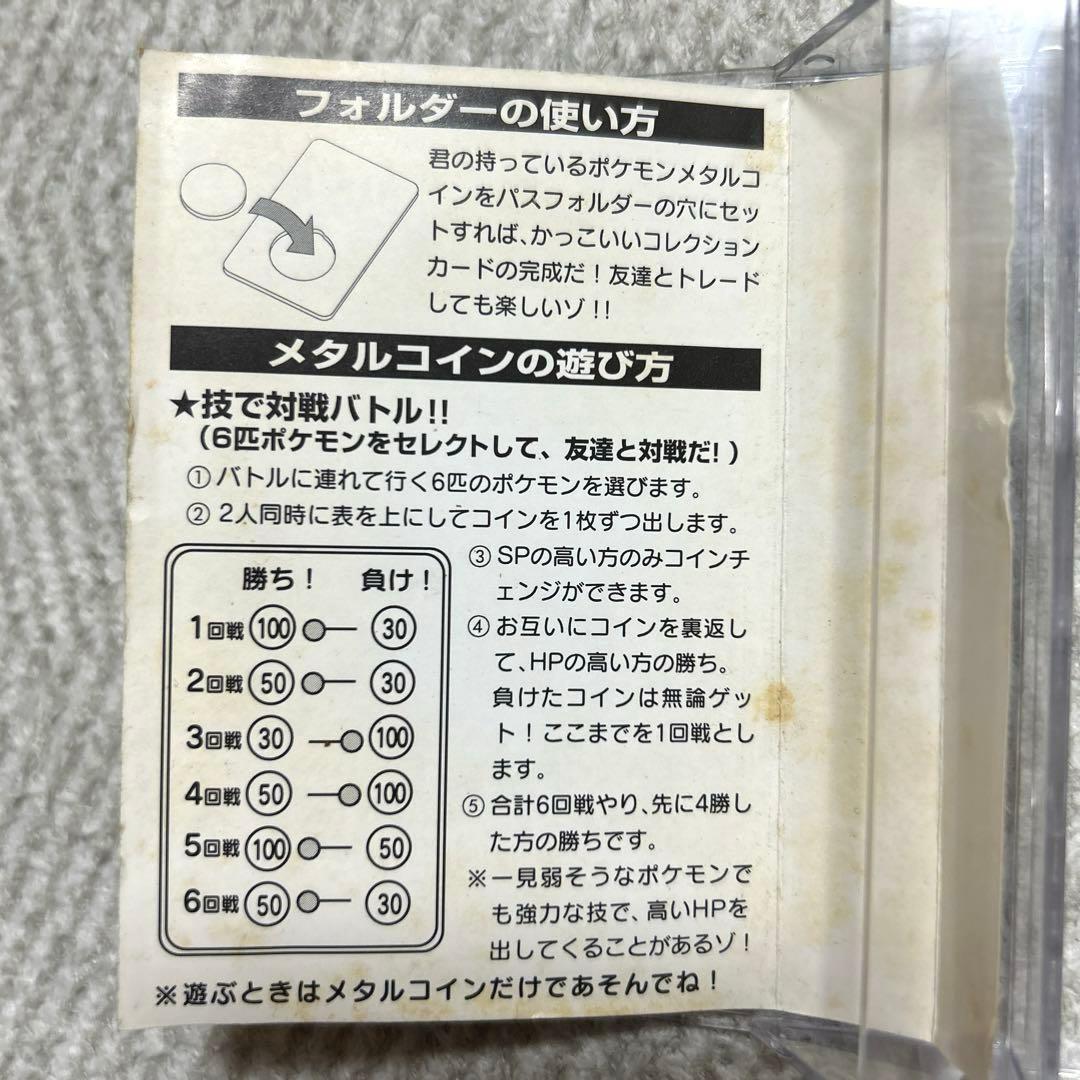 フォルダーの使い方
君の持っているポケモンメタルコ
インをパスフォルダーの穴にセッ
トすれば、かっこいいコレクション
カードの完成だ！友達とトレード
しても楽しいゾ!!
メタルコインの遊び方
★技で対戦バトル!!
（6匹ポケモンをセレクトして、友達と対戦だ!）
①バトルに連れて行く6匹のポケモンを選びます。
② 2人同時に表を上にしてコインを1枚ずつ出します。
勝ち！ 負け！
1回戦 100 30
2回戦 50 30
3回戦 30 100
4回戦 50 100
5回戦 100 50
6回戦 50 30
③ SPの高い方のみコインチ
ェンジができます。
④ お互いにコインを裏返し
て、HPの高い方の勝ち。
負けたコインは無論ゲッ
ト！ここまでを1回戦とし
ます。
⑤ 合計6回戦やり、先に4勝し
た方の勝ちです。
※一見弱そうなポケモンで
も強力な技で、高いHPを
出してくることがあるゾ！
※遊ぶときはメタルコインだけであそんでね！